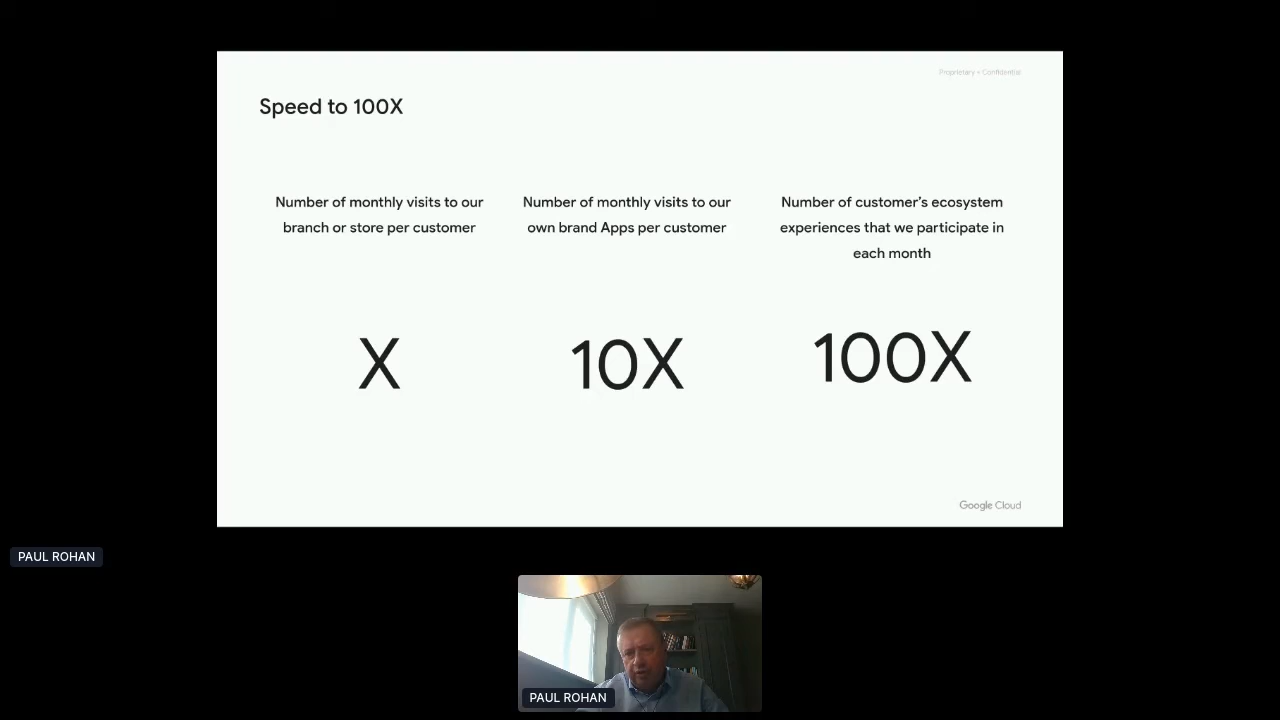 Proprietary + Confidential
Speed to 100X
Number of monthly visits to our
branch or store per customer
Number of monthly visits to our
own brand Apps per customer
Number of customer’s ecosystem
experiences that we participate in
each month
X
10X
100X
Google Cloud
PAUL ROHAN
PAUL ROHAN